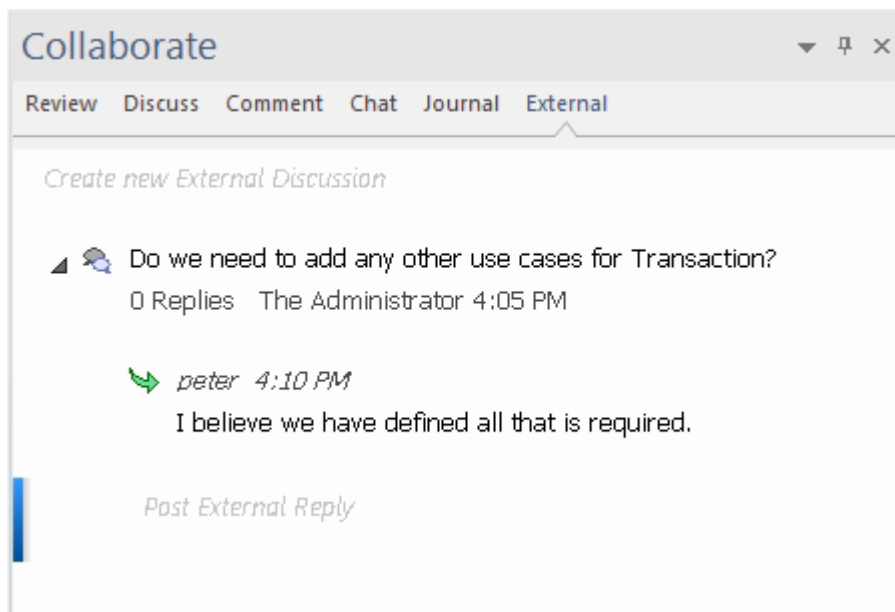 Collaborate
Review Discuss Comment Chat Journal External
Create new External Discussion
Do we need to add any other use cases for Transaction?
0 Replies The Administrator 4:05 PM
peter 4:10 PM
I believe we have defined all that is required.
Post External Reply